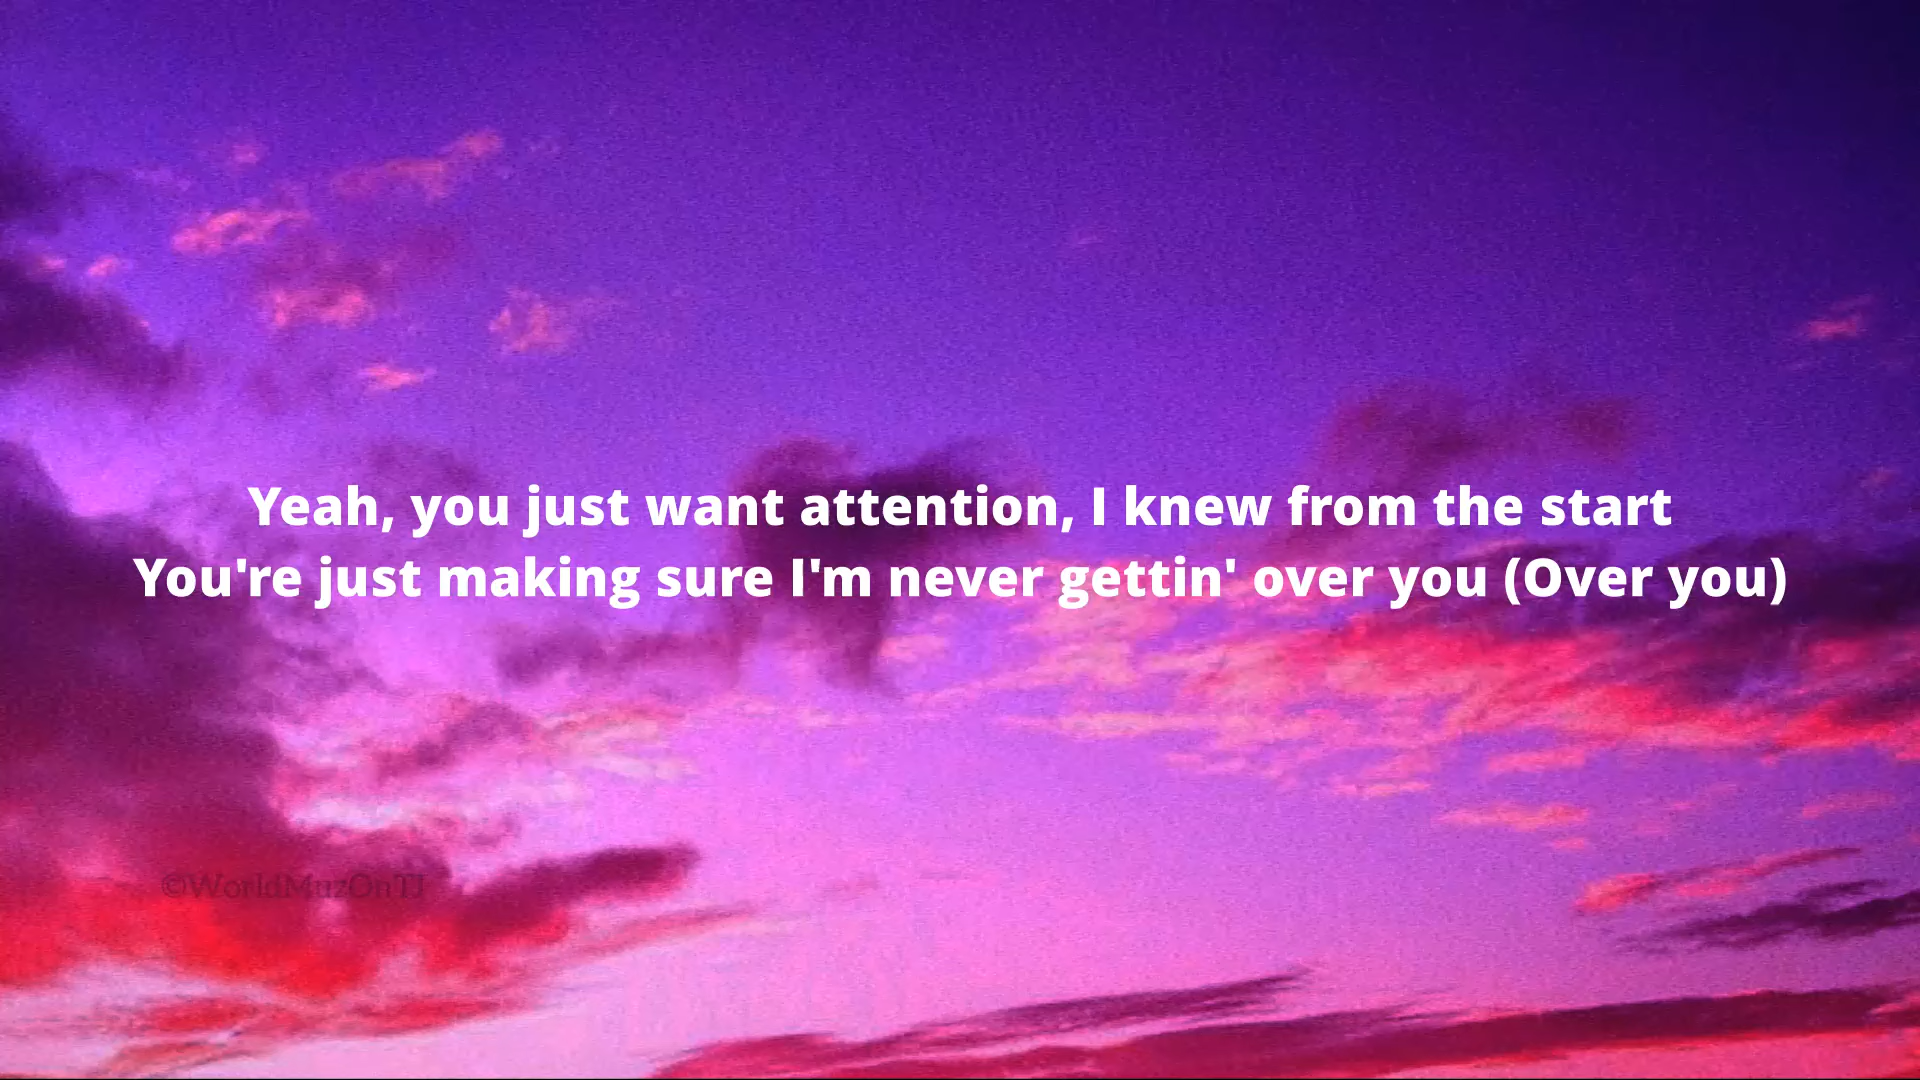 Yeah, you just want attention, I knew from the start
You're just making sure I'm never gettin' over you (Over you)
©WorldMuzOnTJ